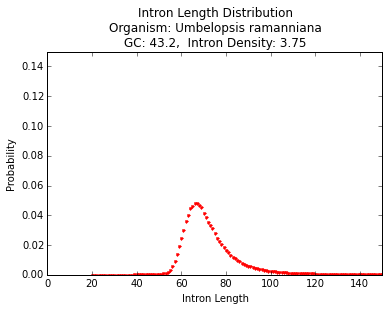 Intron Length Distribution
Organism: Umbelopsis ramanniana
GC: 43.2,  Intron Density: 3.75
0.14
0.12
0.10
0.08
0.06
0.04
0.02
0.00
Probability
0 20 40 60 80 100 120 140
Intron Length